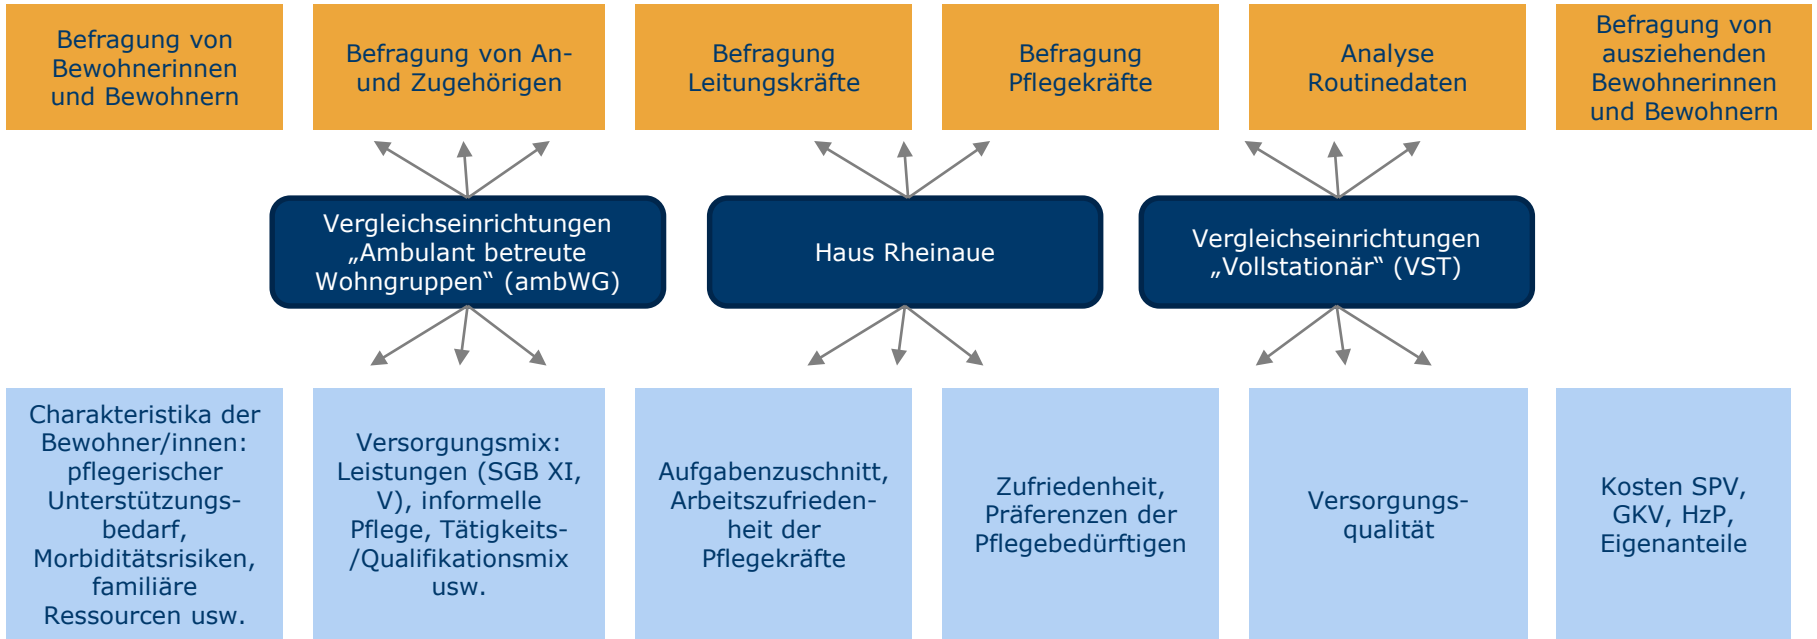 Befragung von
Bewohnerinnen
und Bewohnern
Befragung von An-
und Zugehörigen
Befragung
Leitungskräfte
Befragung
Pflegekräfte
Analyse
Routinedaten
Befragung von
ausziehenden
Bewohnerinnen
und Bewohnern
Vergleichseinrichtungen
„Ambulant betreute
Wohngruppen“ (ambWG)
Haus Rheinaue
Vergleichseinrichtungen
„Vollstationär“ (VST)
Charakteristika der
Bewohner/innen:
pflegerischer
Unterstützungs-
bedarf,
Morbiditätsrisiken,
familiäre
Ressourcen usw.
Versorgungsmix:
Leistungen (SGB XI,
V), informelle
Pflege, Tätigkeits-
/Qualifikationsmix
usw.
Aufgabenzuschnitt,
Arbeitszufrieden-
heit der
Pflegekräfte
Zufriedenheit,
Präferenzen der
Pflegebedürftigen
Versorgungs-
qualität
Kosten SPV,
GKV, HzP,
Eigenanteile